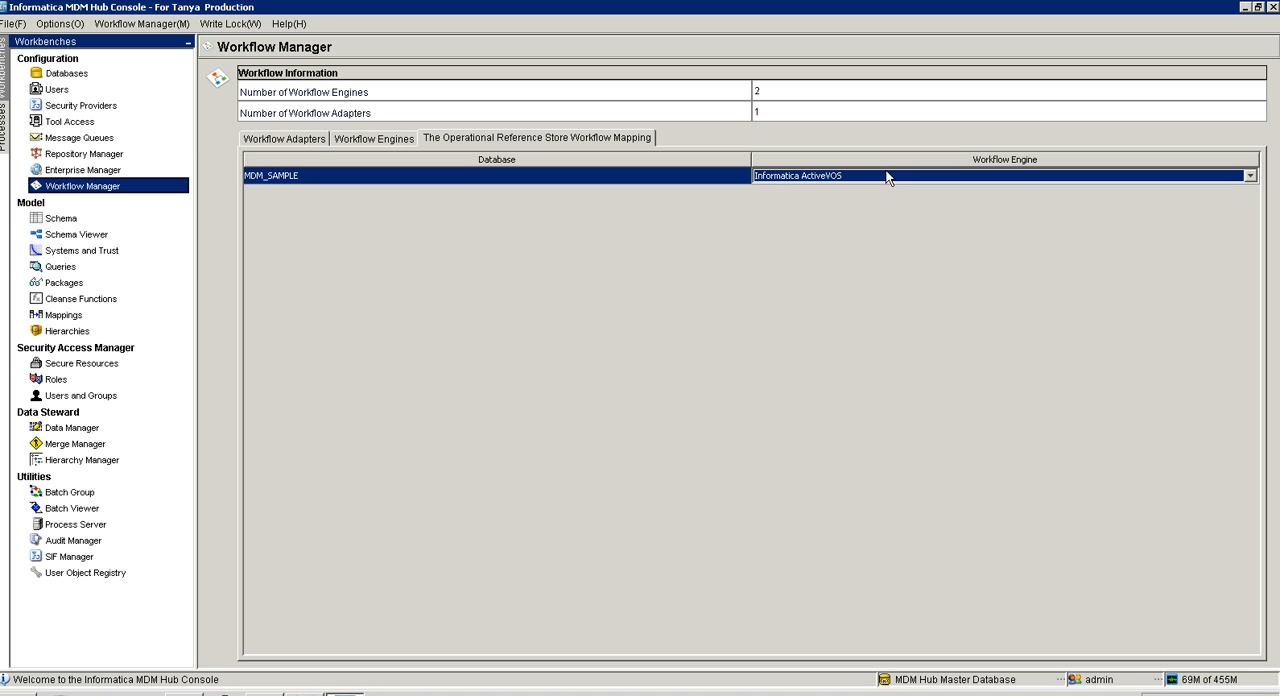 Informatica MDM Hub Console - For Tanya Production
File(F) Options(O) Workflow Manager(M) Write Lock(W) Help(H)
Workbenches
Processes
Workbenches
Configuration
Databases
Users
Security Providers
Tool Access
Message Queues
Repository Manager
Enterprise Manager
Workflow Manager
Model
Schema
Schema Viewer
Systems and Trust
Queries
Packages
Cleanse Functions
Mappings
Hierarchies
Security Access Manager
Secure Resources
Roles
Users and Groups
Data Steward
Data Manager
Merge Manager
Hierarchy Manager
Utilities
Batch Group
Batch Viewer
Process Server
Audit Manager
SIF Manager
User Object Registry
Workflow Manager
Workflow Information
Number of Workflow Engines 2
Number of Workflow Adapters 1
Workflow Adapters Workflow Engines The Operational Reference Store Workflow Mapping
Database Workflow Engine
MDM_SAMPLE Informatica ActiveVOS
Welcome to the Informatica MDM Hub Console MDM Hub Master Database admin 69M of 455M